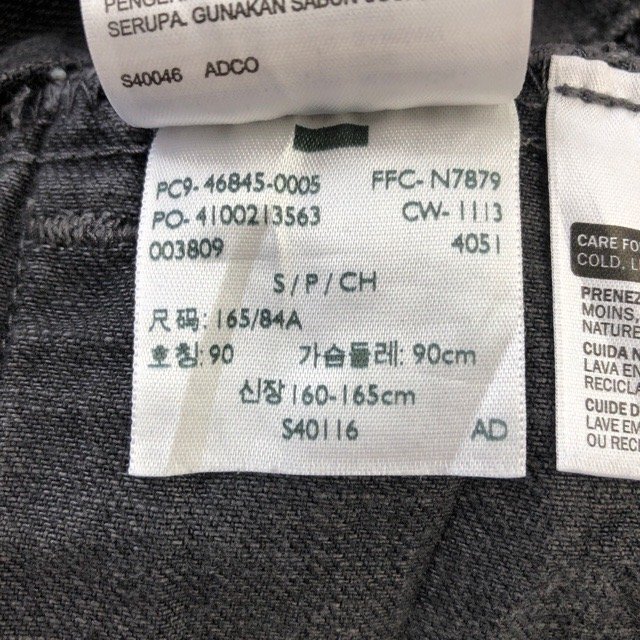 SERUPA. GUNAKAN SABUN
S40046 ADCO
PC9-46845-0005 FFC-N7879
PO-4100213563 CW-1113
003809 4051
S/P/CH
尺码: 165/84A
호칭: 90 가슴둘레: 90cm
신장 160-165cm
S40116 AD
CARE FO
COLD, L
PRENE
MOINS,
NATURE
CUIDA N
LAVA EN
RECICLA
CUIDE D
LAVE EM
OU RECI